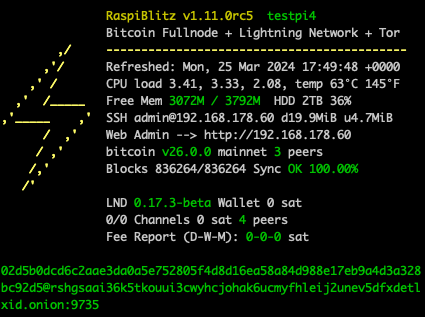 RaspiBlitz v1.11.0rc5 testpi4
Bitcoin Fullnode + Lightning Network + Tor
----------------------------------------
Refreshed: Mon, 25 Mar 2024 17:49:48 +0000
CPU load 3.41, 3.33, 2.08, temp 63°C 145°F
Free Mem 3072M / 3792M HDD 2TB 36%
SSH admin@192.168.178.60 d19.9MiB u4.7MiB
Web Admin --> http://192.168.178.60
bitcoin v26.0.0 mainnet 3 peers
Blocks 836264/836264 Sync OK 100.00%
LND 0.17.3-beta Wallet 0 sat
0/0 Channels 0 sat 4 peers
Fee Report (D-W-M): 0-0-0 sat
02d5b0dcd6c2aae3da0a5e752805f4d8d16ea58a84d988e17eb9a4d3a328
bc92d5@rshgsaai36k5tkouui3cwyhcjohak6ucmyfhleij2unev5dfxdetl
xid.onion:9735